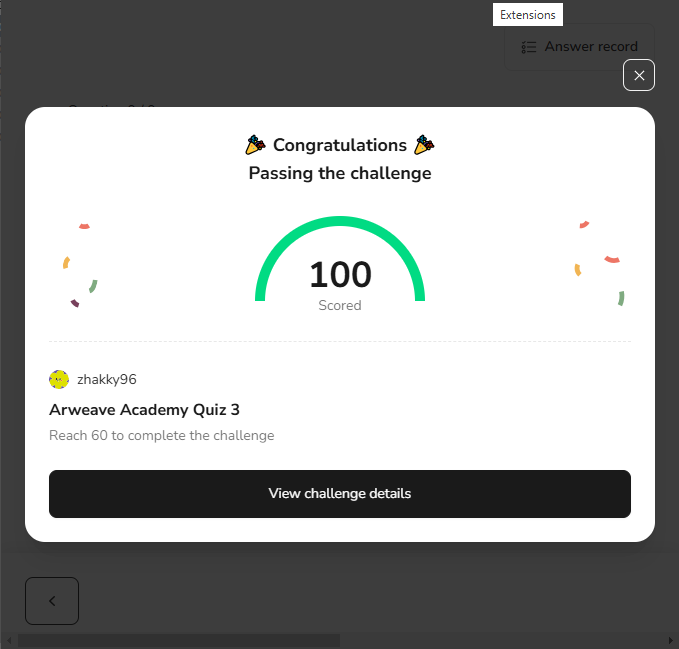 Extensions
Answer record
Congratulations
Passing the challenge
100
Scored
zhakky96
Arweave Academy Quiz 3
Reach 60 to complete the challenge
View challenge details